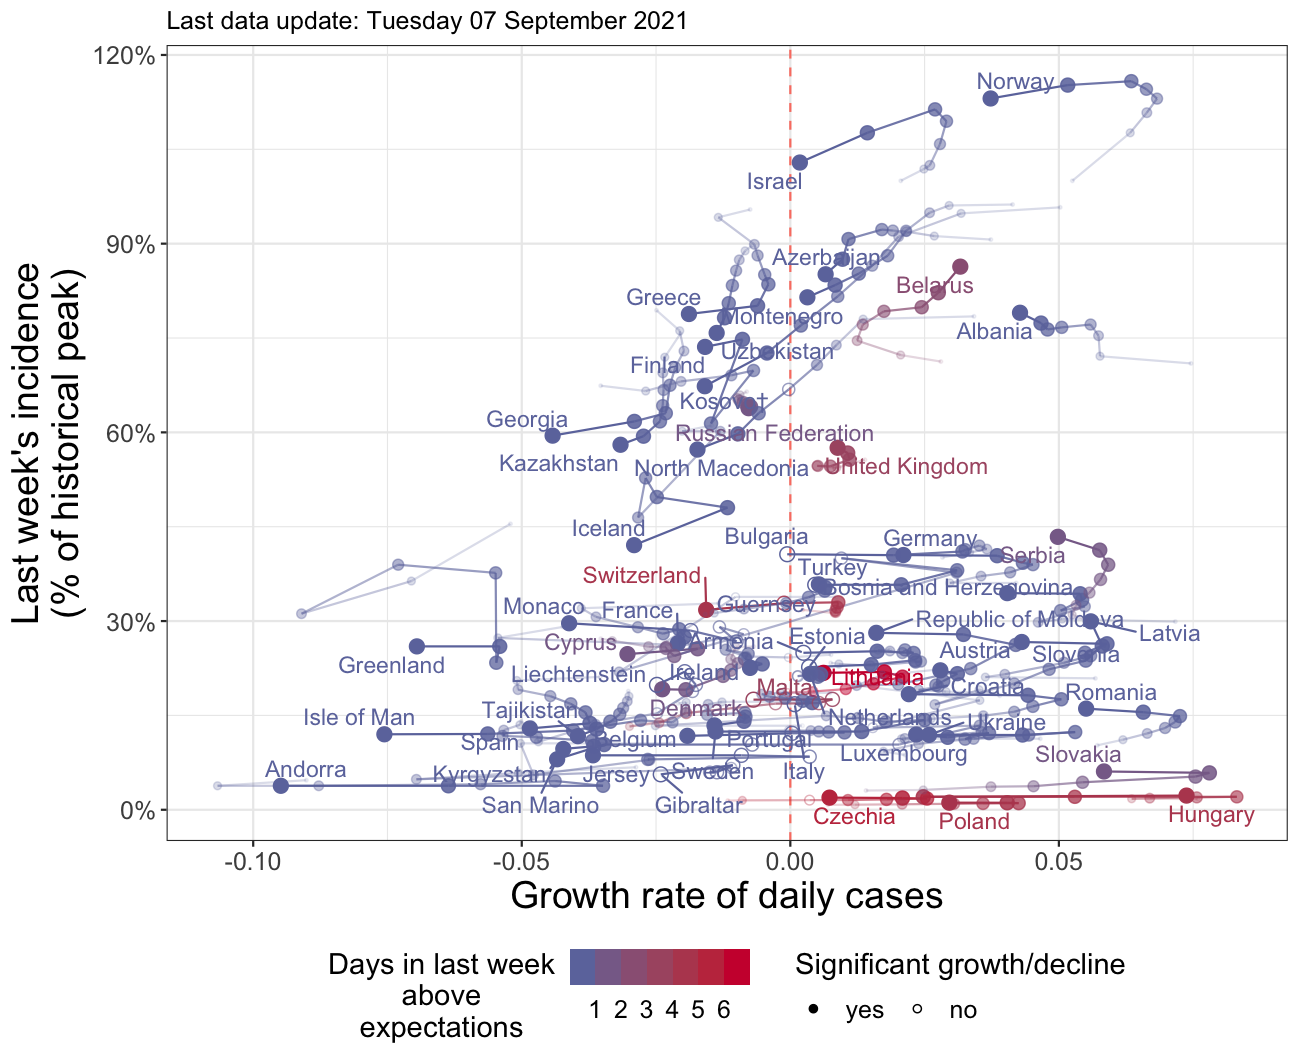 Last data update: Tuesday 07 September 2021
120%
90%
60%
30%
0%
Last week's incidence
(% of historical peak)
Norway
Israel
Azerbaijan
Belarus
Greece
Montenegro
Albania
Uzbekistan
Finland
Kosovo†
Georgia
Russian Federation
Kazakhstan
North Macedonia
United Kingdom
Iceland
Bulgaria
Germany
Serbia
Switzerland
Turkey
Bosnia and Herzegovina
Monaco
France
Guernsey
Republic of Moldova
Latvia
Cyprus
Armenia
Estonia
Austria
Slovenia
Greenland
Liechtenstein
Ireland
Lithuania
Malta
Croatia
Romania
Isle of Man
Tajikistan
Denmark
Netherlands
Ukraine
Spain
Belgium
Portugal
Luxembourg
Slovakia
Andorra
Kyrgyzstan
Jersey
Sweden
Italy
San Marino
Gibraltar
Czechia
Poland
Hungary
-0.10
-0.05
0.00
0.05
Growth rate of daily cases
Days in last week
above
expectations
1 2 3 4 5 6
Significant growth/decline
yes
no